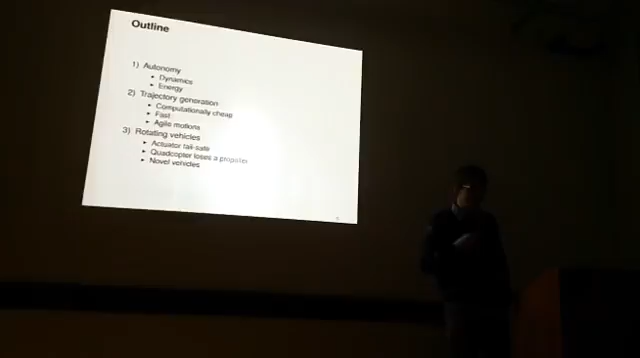 Outline
1) Autonomy
‣ Dynamics
‣ Energy
2) Trajectory generation
‣ Computationally cheap
‣ Fast
‣ Agile motions
3) Rotating vehicles
‣ Actuator fail-safe
‣ Quadcopter loses a propeller
‣ Novel vehicles